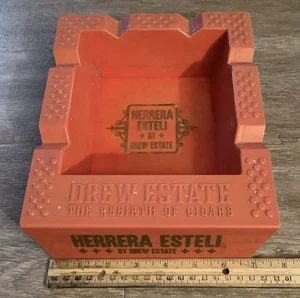 HERRERA
ESTELI
BY
DREW ESTATE
DREW ESTATE
THE REBIRTH OF CIGARS
HERRERA ESTELI
BY DREW ESTATE